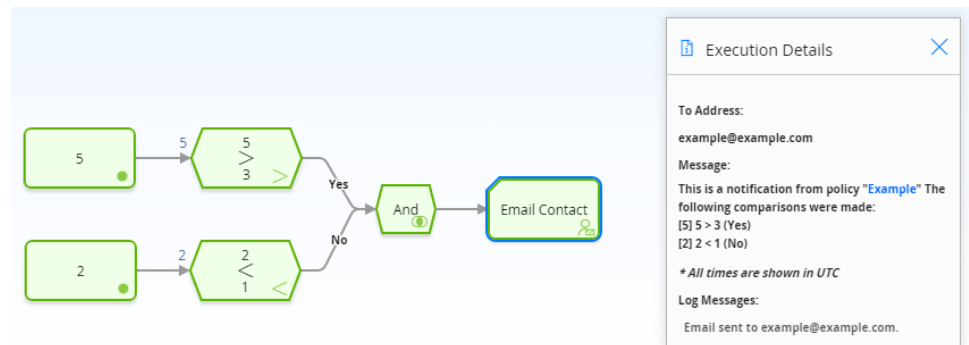 5
5
5
>
3
>
Yes
And
Email Contact
No
2
2
2
<
1
<
Execution Details
To Address:
example@example.com
Message:
This is a notification from policy "Example" The
following comparisons were made:
[5] 5 > 3 (Yes)
[2] 2 < 1 (No)
* All times are shown in UTC
Log Messages:
Email sent to example@example.com.